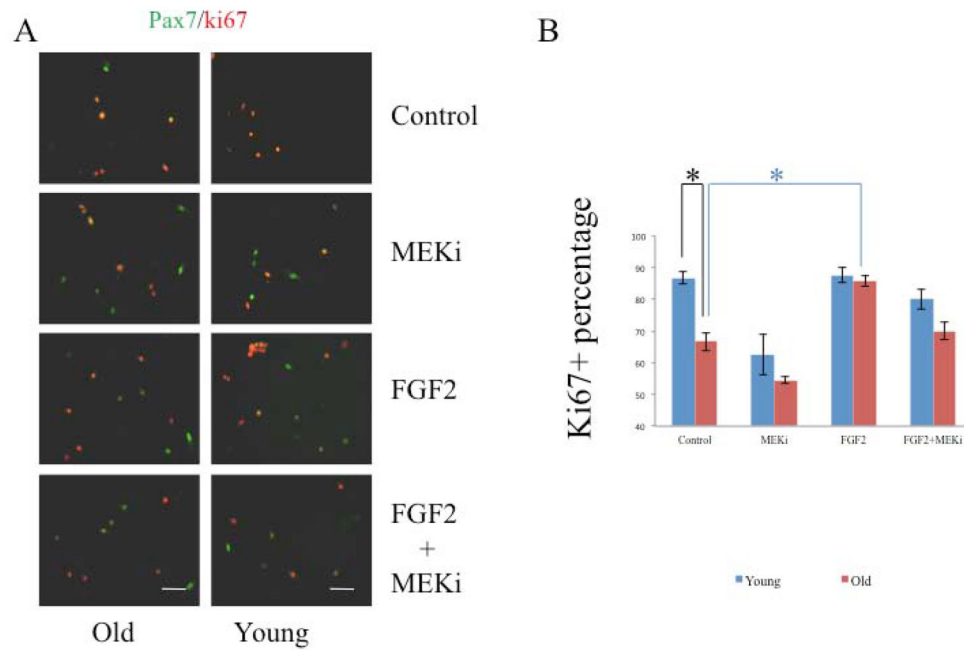 A
Pax7/ki67
Control
MEKi
FGF2
FGF2
+
MEKi
Old Young
B
* *
Ki67+ percentage
100
90
80
70
60
50
40
Control MEKi FGF2 FGF2+MEKi
Young Old